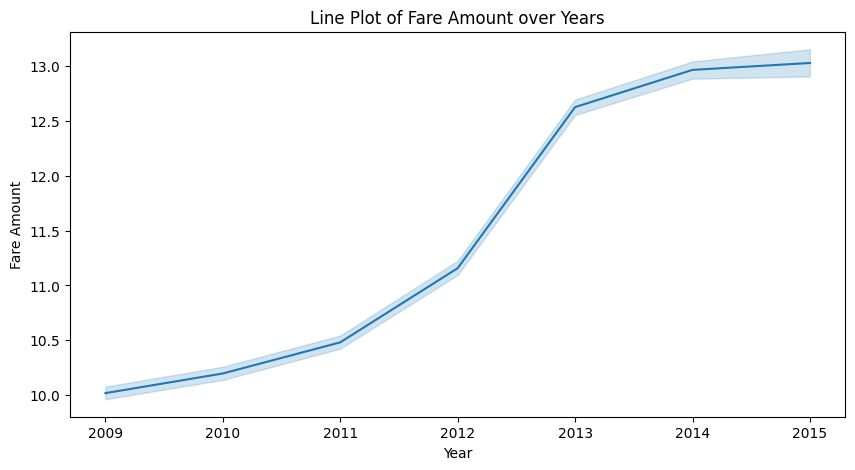 Line Plot of Fare Amount over Years
Fare Amount
13.0
12.5
12.0
11.5
11.0
10.5
10.0
2009 2010 2011 2012 2013 2014 2015
Year